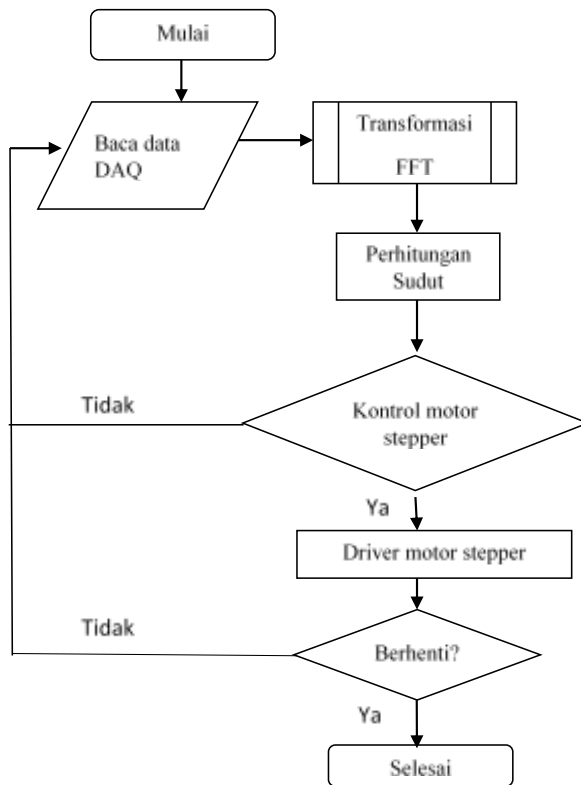 Mulai
Baca data
DAQ
Transformasi
FFT
Perhitungan
Sudut
Kontrol motor
stepper
Tidak
Ya
Driver motor stepper
Berhenti?
Tidak
Ya
Selesai